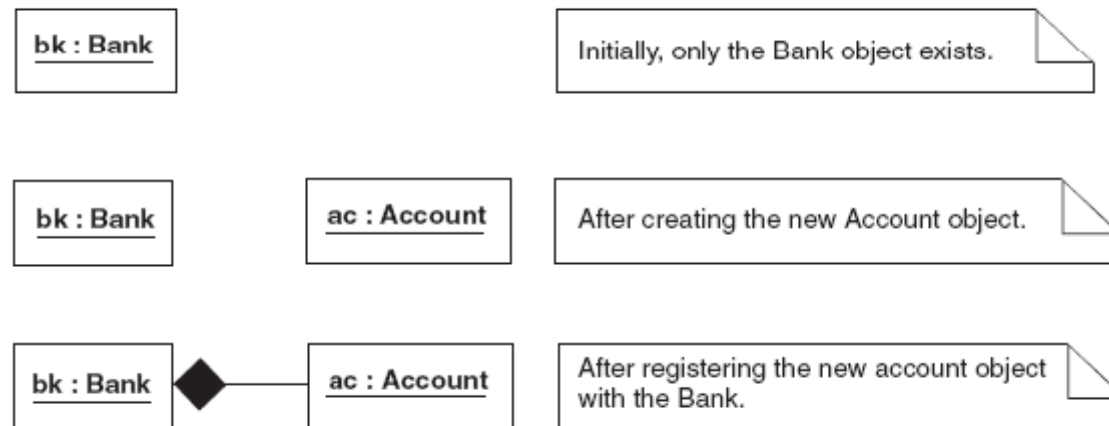 bk : Bank
Initially, only the Bank object exists.
bk : Bank
ac : Account
After creating the new Account object.
bk : Bank
ac : Account
After registering the new account object
with the Bank.